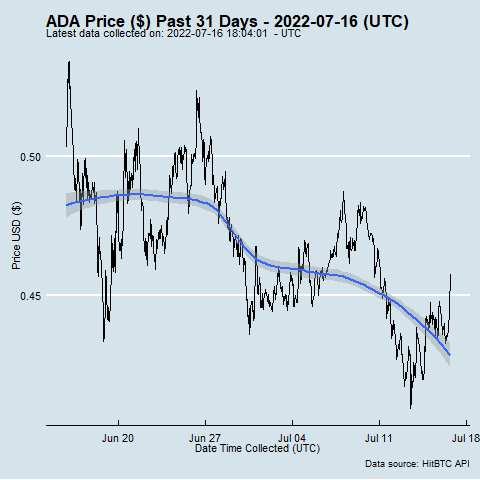 ADA Price ($) Past 31 Days - 2022-07-16 (UTC)
Latest data collected on: 2022-07-16 18:04:01 - UTC
0.50
Price USD ($)
0.45
Jun 20 Jun 27 Jul 04 Jul 11 Jul 18
Date Time Collected (UTC)
Data source: HitBTC API